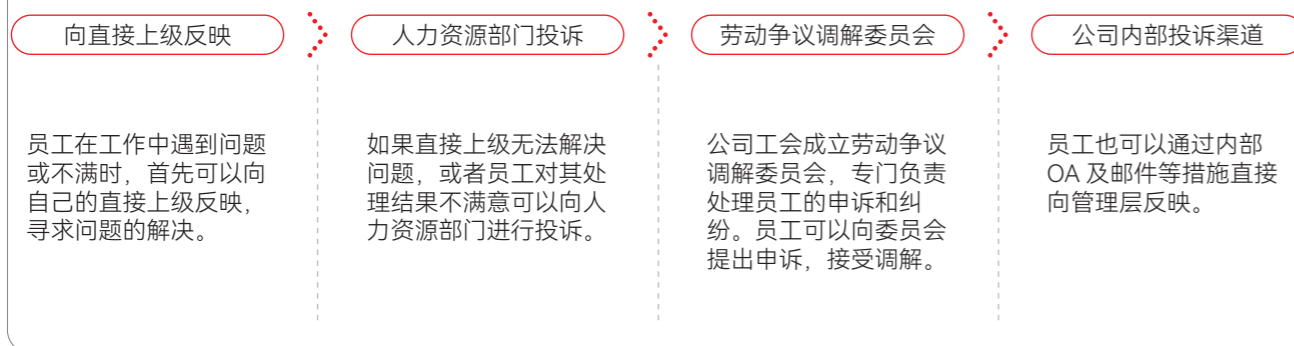 向直接上级反映
人力资源部门投诉
劳动争议调解委员会
公司内部投诉渠道
员工在工作中遇到问题
或不满时，首先可以向
自己的直接上级反映，
寻求问题的解决。
如果直接上级无法解决
问题，或者员工对其处
理结果不满意可以向人
力资源部门进行投诉。
公司工会成立劳动争议
调解委员会，专门负责
处理员工的申诉和纠
纷。员工可以向委员会
提出申诉，接受调解。
员工也可以通过内部
OA 及邮件等措施直接
向管理层反映。